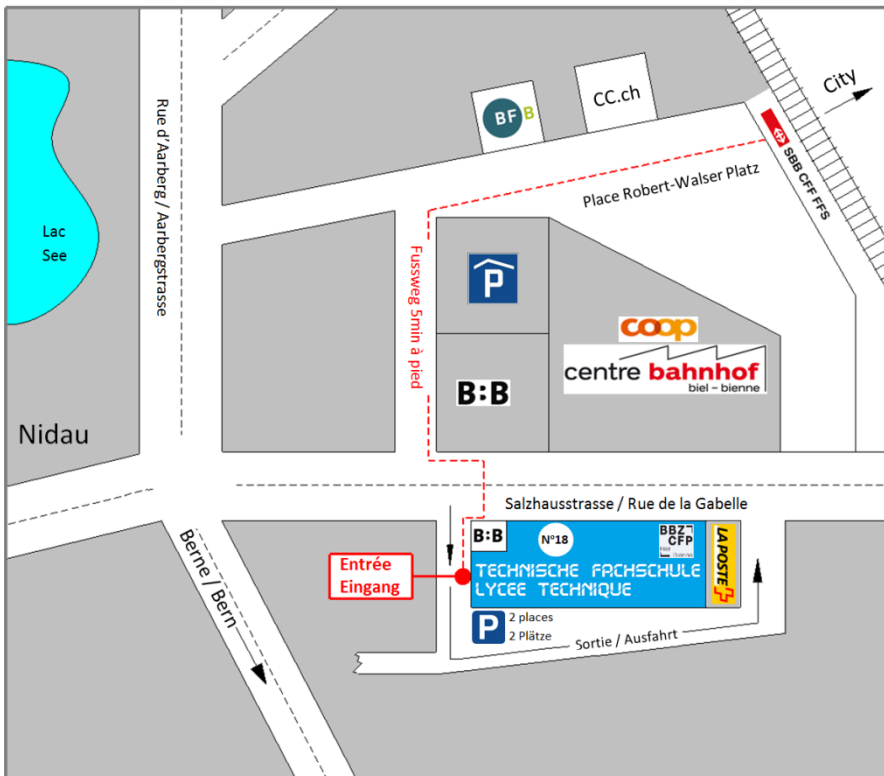 City
CC.ch
BF B
SBB CFF FFS
Place Robert-Walser Platz
Rue d'Aarberg / Aarbergstrasse
Lac
See
Fussweg 5min à pied
P
coop
centre bahnhof
biel – bienne
B:B
Nidau
Salzhausstrasse / Rue de la Gabelle
B:B
N°18
BBZ
CFP
Biel
Bienne
LA POSTE
TECHNISCHE FACHSCHULE
LYCEE TECHNIQUE
Entrée
Eingang
Berne / Bern
P
2 places
2 Plätze
Sortie / Ausfahrt